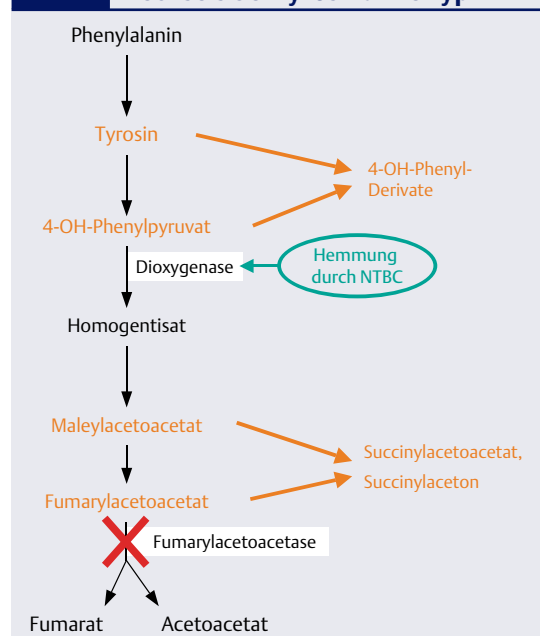 Phenylalanin
Tyrosin
4-OH-Phenyl-
Derivate
4-OH-Phenylpyruvat
Dioxygenase
Hemmung
durch NTBC
Homogentisat
Maleylacetoacetat
Succinylacetoacetat,
Succinylaceton
Fumarylacetoacetat
Fumarylacetoacetase
Fumarat
Acetoacetat